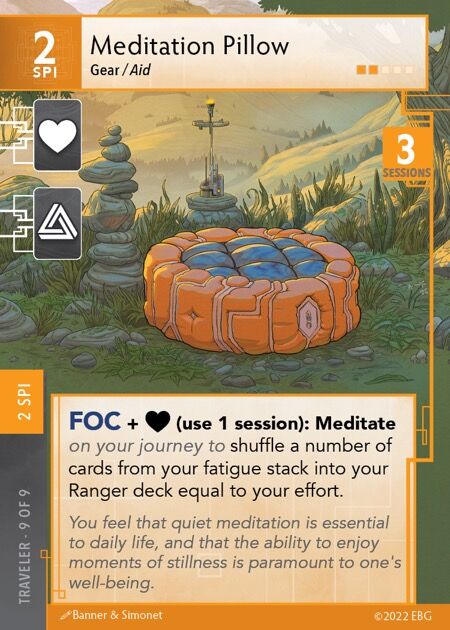 2
SPI
Meditation Pillow
Gear / Aid
3
SESSIONS
2 SPI
FOC + (use 1 session): Meditate
on your journey to shuffle a number of
cards from your fatigue stack into your
Ranger deck equal to your effort.
You feel that quiet meditation is essential
to daily life, and that the ability to enjoy
moments of stillness is paramount to one's
well-being.
TRAVELER - 9 OF 9
Banner & Simonet
©2022 EBG